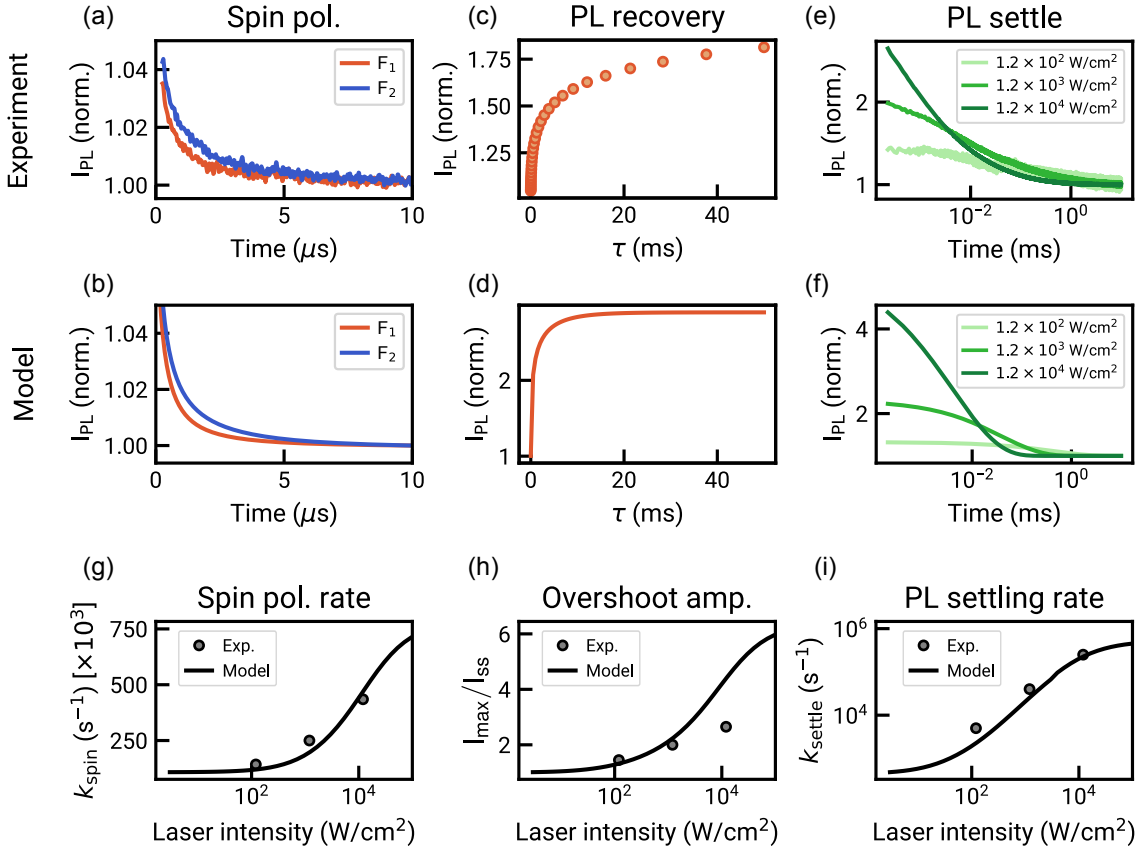 (a) Spin pol. (c) PL recovery (e) PL settle
Experiment
I_PL (norm.)
1.04
1.02
1.00
F₁
F₂
0 5 10
Time (μs)
I_PL (norm.)
1.75
1.50
1.25
0 20 40
τ (ms)
I_PL (norm.)
2
1
1.2 × 10² W/cm²
1.2 × 10³ W/cm²
1.2 × 10⁴ W/cm²
10⁻² 10⁰
Time (ms)
(b) (d) (f)
Model
I_PL (norm.)
1.04
1.02
1.00
F₁
F₂
0 5 10
Time (μs)
I_PL (norm.)
2
1
0 20 40
τ (ms)
I_PL (norm.)
4
2
1.2 × 10² W/cm²
1.2 × 10³ W/cm²
1.2 × 10⁴ W/cm²
10⁻² 10⁰
Time (ms)
(g) (h) (i)
Spin pol. rate
k_spin (s⁻¹) [×10³]
750
500
250
Exp.
Model
10² 10⁴
Laser intensity (W/cm²)
Overshoot amp.
I_max/I_ss
6
4
2
Exp.
Model
10² 10⁴
Laser intensity (W/cm²)
PL settling rate
k_settle (s⁻¹)
10⁶
10⁴
Exp.
Model
10² 10⁴
Laser intensity (W/cm²)